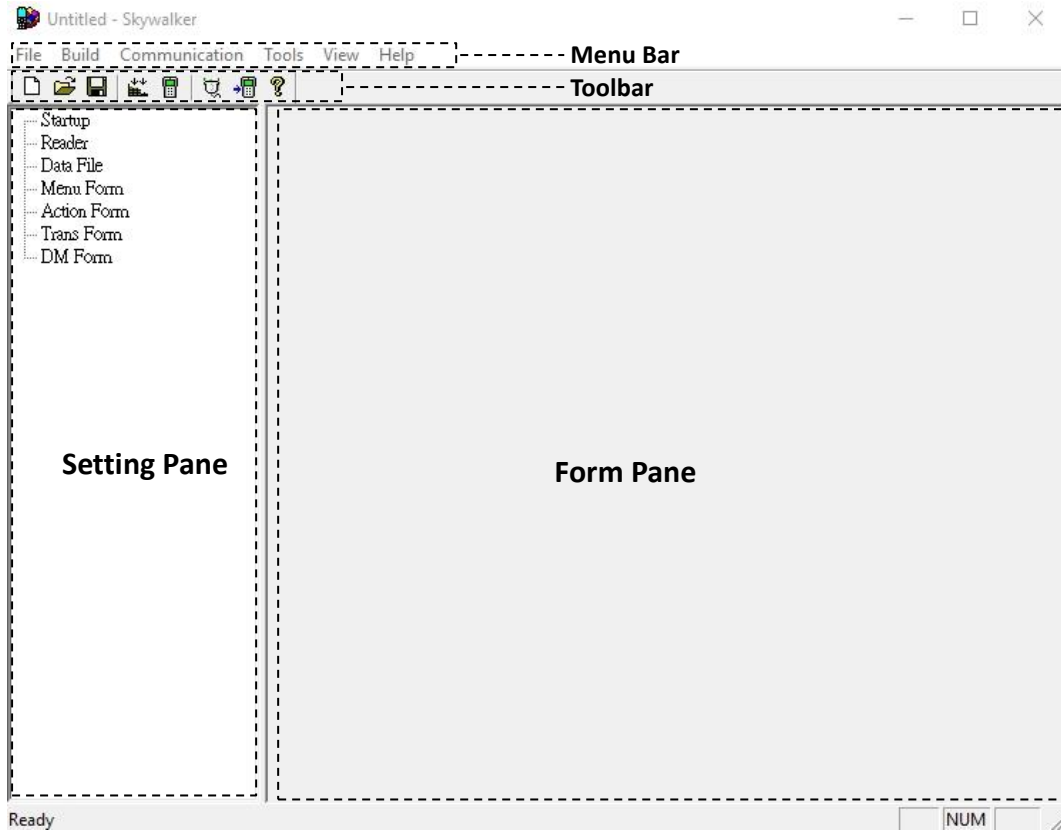 Untitled - Skywalker
File Build Communication Tools View Help Menu Bar
Toolbar
Startup
Reader
Data File
Menu Form
Action Form
Trans Form
DM Form
Setting Pane
Form Pane
Ready NUM